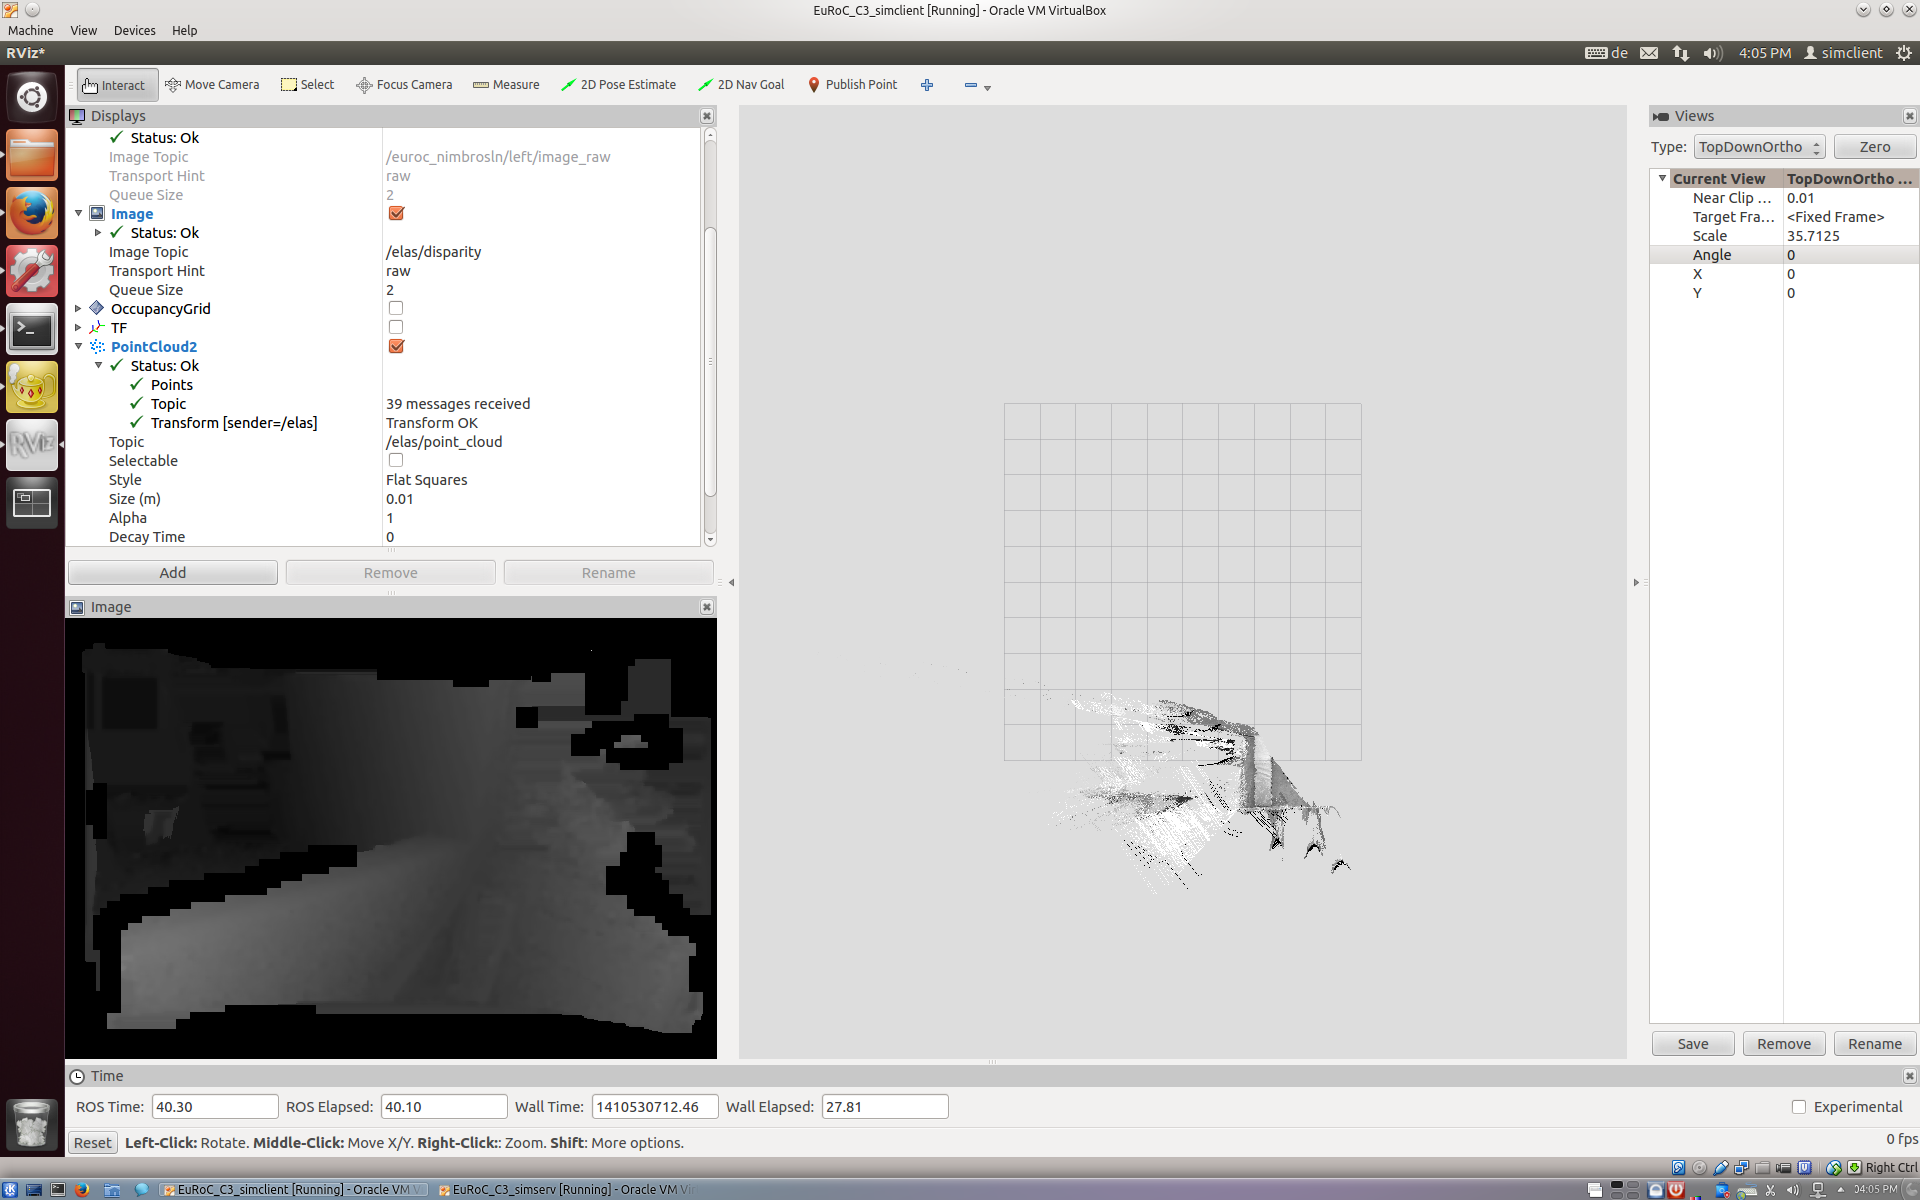 EuRoC_C3_simclient [Running] - Oracle VM VirtualBox
Machine View Devices Help
RViz*
de 4:05 PM simclient
Interact Move Camera Select Focus Camera Measure 2D Pose Estimate 2D Nav Goal Publish Point
Displays
Status: Ok
Image Topic /euroc_nimbrosln/left/image_raw
Transport Hint raw
Queue Size 2
Image
Status: Ok
Image Topic /elas/disparity
Transport Hint raw
Queue Size 2
OccupancyGrid
TF
PointCloud2
Status: Ok
Points
Topic 39 messages received
Transform [sender=/elas] Transform OK
Topic /elas/point_cloud
Selectable
Style Flat Squares
Size (m) 0.01
Alpha 1
Decay Time 0
Add Remove Rename
Image
Views
Type: TopDownOrtho Zero
Current View TopDownOrtho ...
Near Clip ... 0.01
Target Fra... <Fixed Frame>
Scale 35.7125
Angle 0
X 0
Y 0
Save Remove Rename
Time
ROS Time: 40.30 ROS Elapsed: 40.10 Wall Time: 1410530712.46 Wall Elapsed: 27.81 Experimental
Reset Left-Click: Rotate. Middle-Click: Move X/Y. Right-Click:: Zoom. Shift: More options. 0 fps
Right Ctrl
EuRoC_C3_simclient [Running] - Oracle VM V EuRoC_C3_simserv [Running] - Oracle VM Vi 04:05 PM